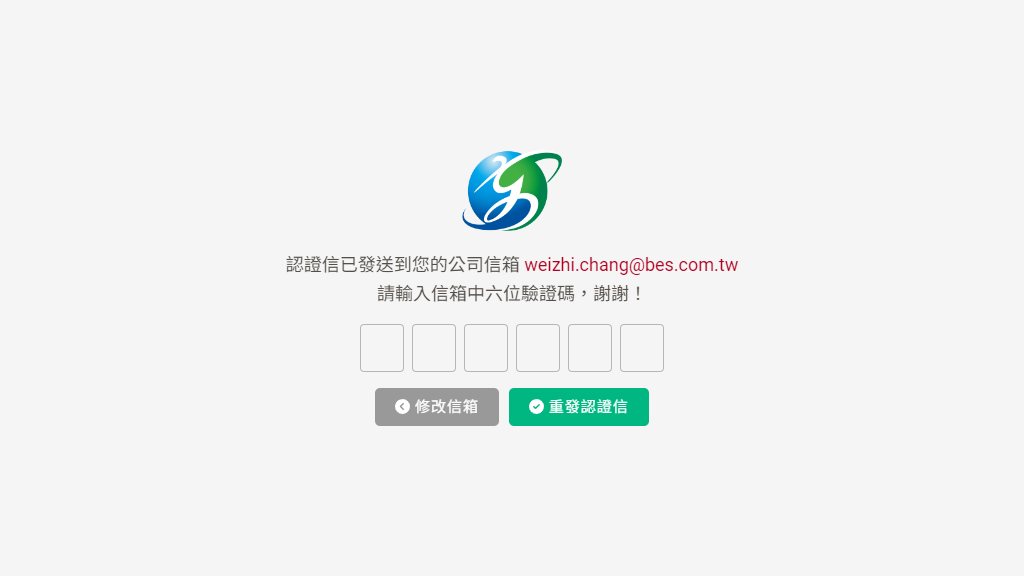 認證信已發送到您的公司信箱 weizhi.chang@bes.com.tw
請輸入信箱中六位驗證碼，謝謝！
修改信箱
重發認證信